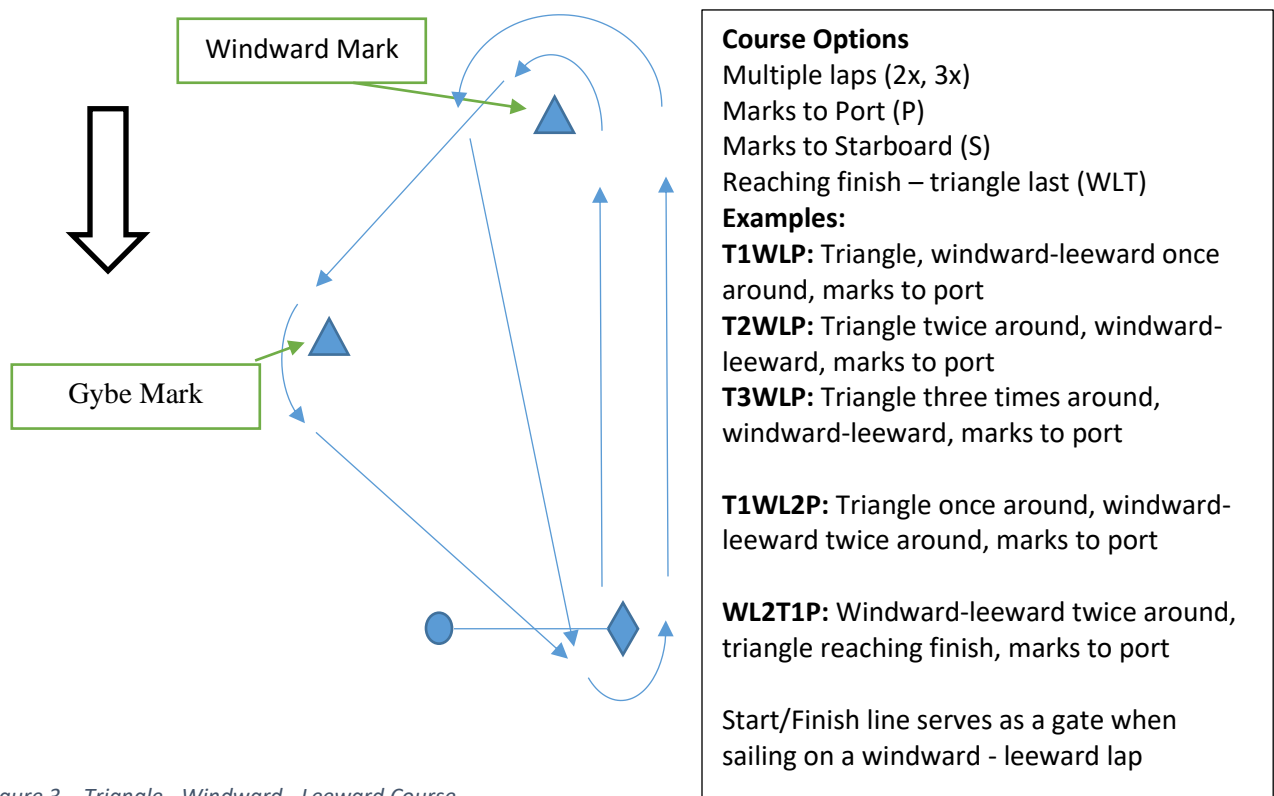 Windward Mark
Gybe Mark
Course Options
Multiple laps (2x, 3x)
Marks to Port (P)
Marks to Starboard (S)
Reaching finish – triangle last (WLT)
Examples:
T1WLP: Triangle, windward-leeward once
around, marks to port
T2WLP: Triangle twice around, windward-
leeward, marks to port
T3WLP: Triangle three times around,
windward-leeward, marks to port
T1WL2P: Triangle once around, windward-
leeward twice around, marks to port
WL2T1P: Windward-leeward twice around,
triangle reaching finish, marks to port
Start/Finish line serves as a gate when
sailing on a windward - leeward lap